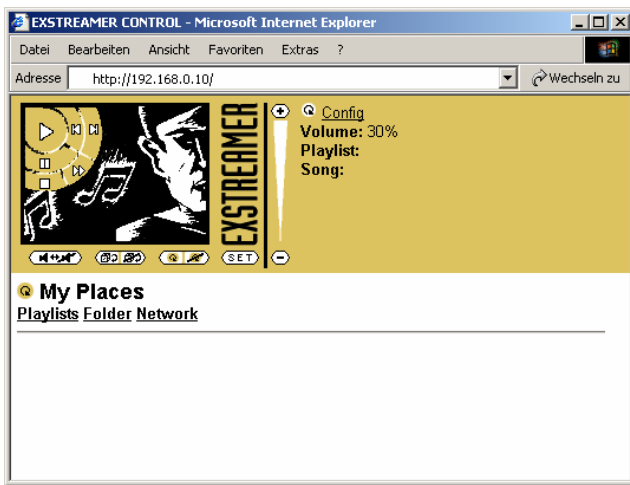 EXSTREAMER CONTROL - Microsoft Internet Explorer
Datei Bearbeiten Ansicht Favoriten Extras ?
Adresse http://192.168.0.10/ Wechseln zu
EXSTREAMER
Config
Volume: 30%
Playlist:
Song:
SET
My Places
Playlists Folder Network